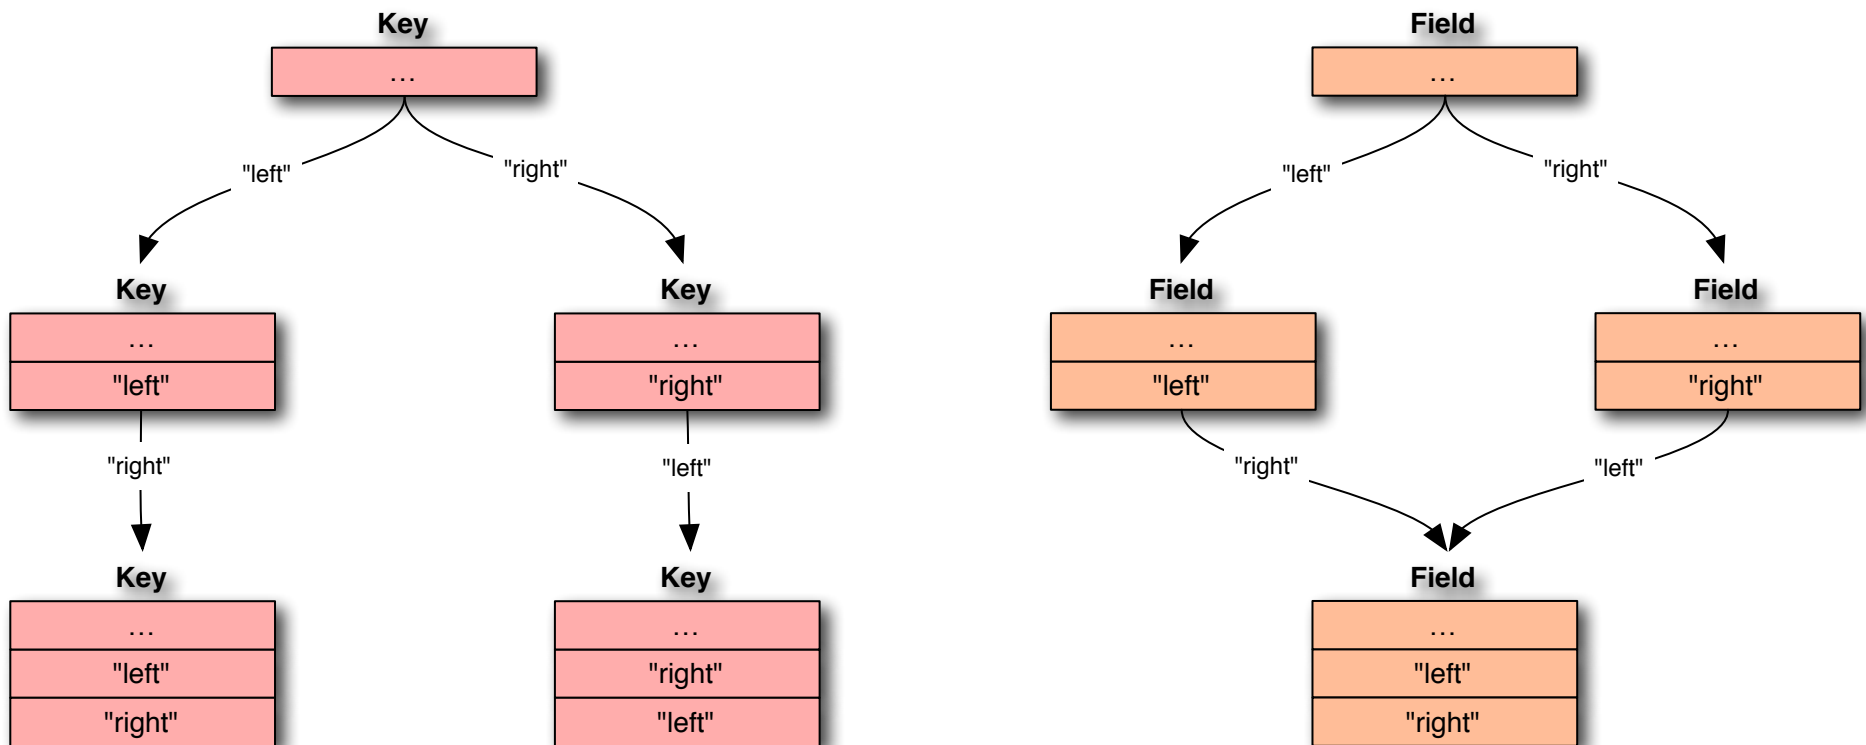 Key
…
"left"
"right"
Key
…
"left"
"right"
Key
…
"left"
"right"
Key
…
"right"
"left"
Key
…
"right"
"left"
Field
…
"left"
"right"
Field
…
"left"
"right"
Field
…
"right"
"left"
Field
…
"left"
"right"